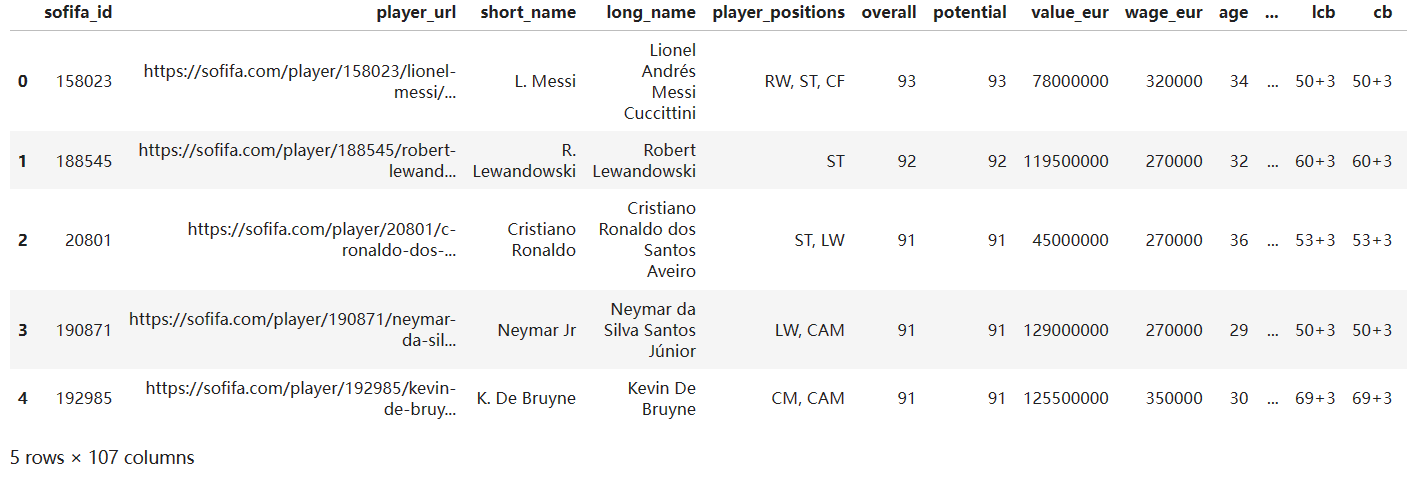 sofifa_id player_url short_name long_name player_positions overall potential value_eur wage_eur age ... lcb cb
0 158023 https://sofifa.com/player/158023/lionel-messi/... L. Messi Lionel Andrés Messi Cuccittini RW, ST, CF 93 93 78000000 320000 34 ... 50+3 50+3
1 188545 https://sofifa.com/player/188545/robert-lewand... R. Lewandowski Robert Lewandowski ST 92 92 119500000 270000 32 ... 60+3 60+3
2 20801 https://sofifa.com/player/20801/c-ronaldo-dos-... Cristiano Ronaldo Cristiano Ronaldo dos Santos Aveiro ST, LW 91 91 45000000 270000 36 ... 53+3 53+3
3 190871 https://sofifa.com/player/190871/neymar-da-sil... Neymar Jr Neymar da Silva Santos Júnior LW, CAM 91 91 129000000 270000 29 ... 50+3 50+3
4 192985 https://sofifa.com/player/192985/kevin-de-bruy... K. De Bruyne Kevin De Bruyne CM, CAM 91 91 125500000 350000 30 ... 69+3 69+3
5 rows × 107 columns